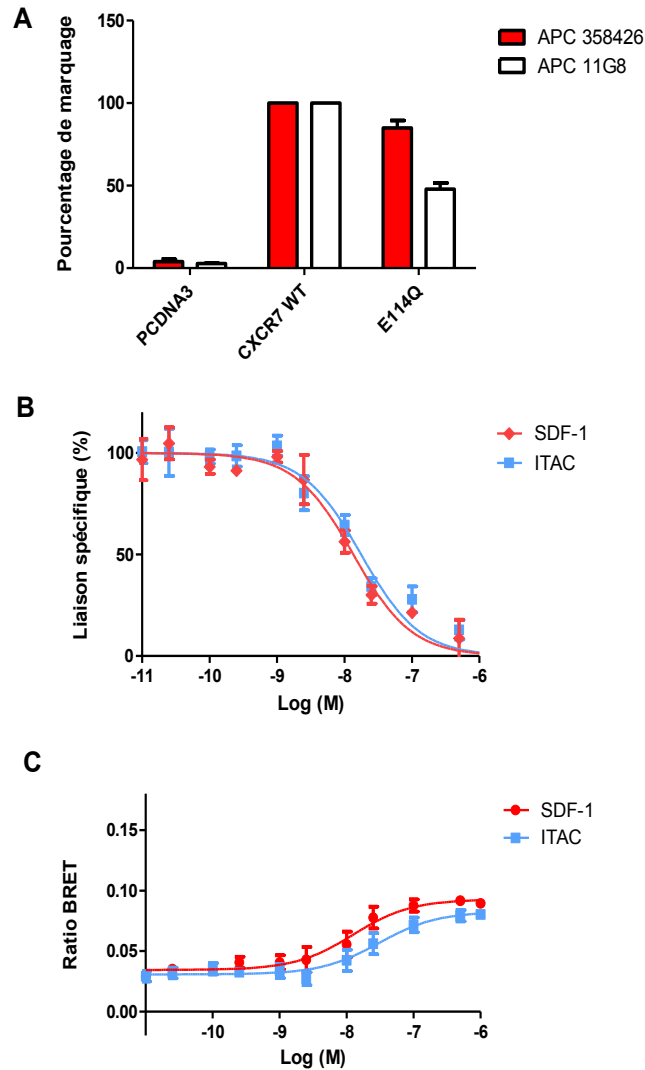 A
Pourcentage de marquage
150
100
50
0
PCDNA3
CXCR7 WT
E114Q
APC 358426
APC 11G8
B
Liaison spécifique (%)
100
50
0
-11 -10 -9 -8 -7 -6
Log (M)
SDF-1
ITAC
C
Ratio BRET
0.15
0.10
0.05
0.00
-10 -9 -8 -7 -6
Log (M)
SDF-1
ITAC